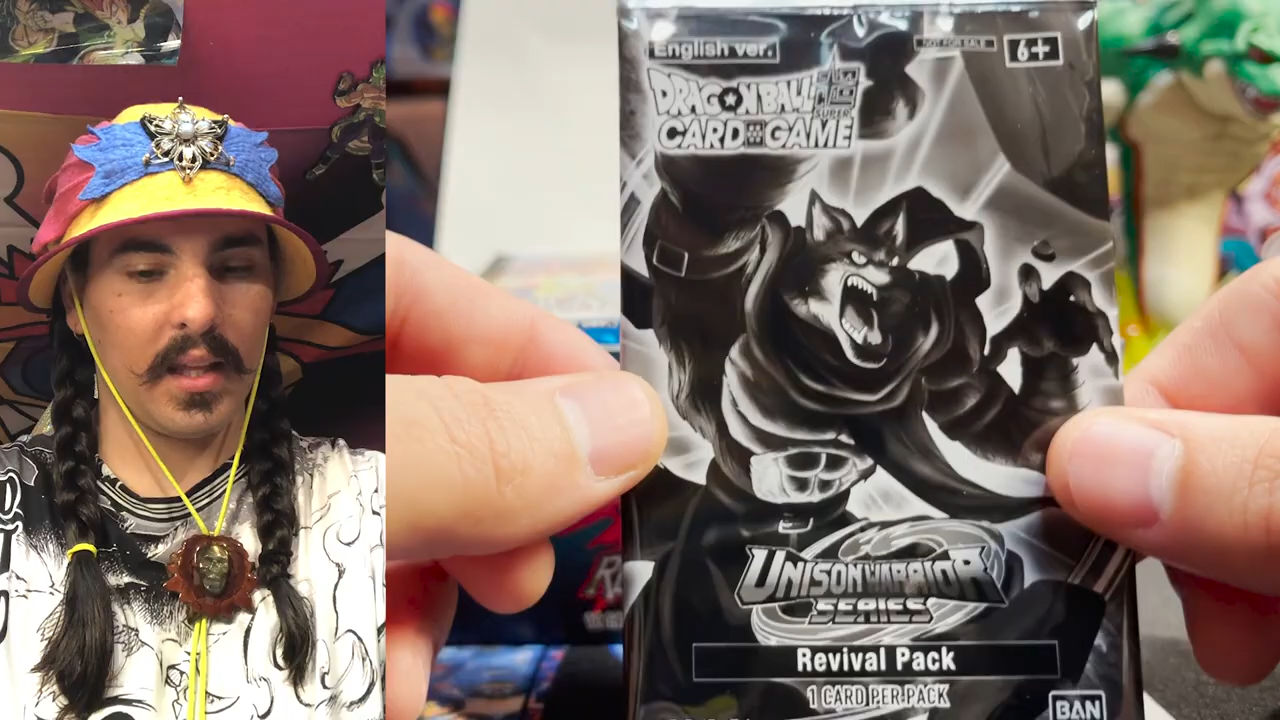 English ver.
NOT FOR SALE
6+
DRAGON BALL
SUPER
CARD GAME
UNISON WARRIOR
SERIES
Revival Pack
1 CARD PER PACK
BAN